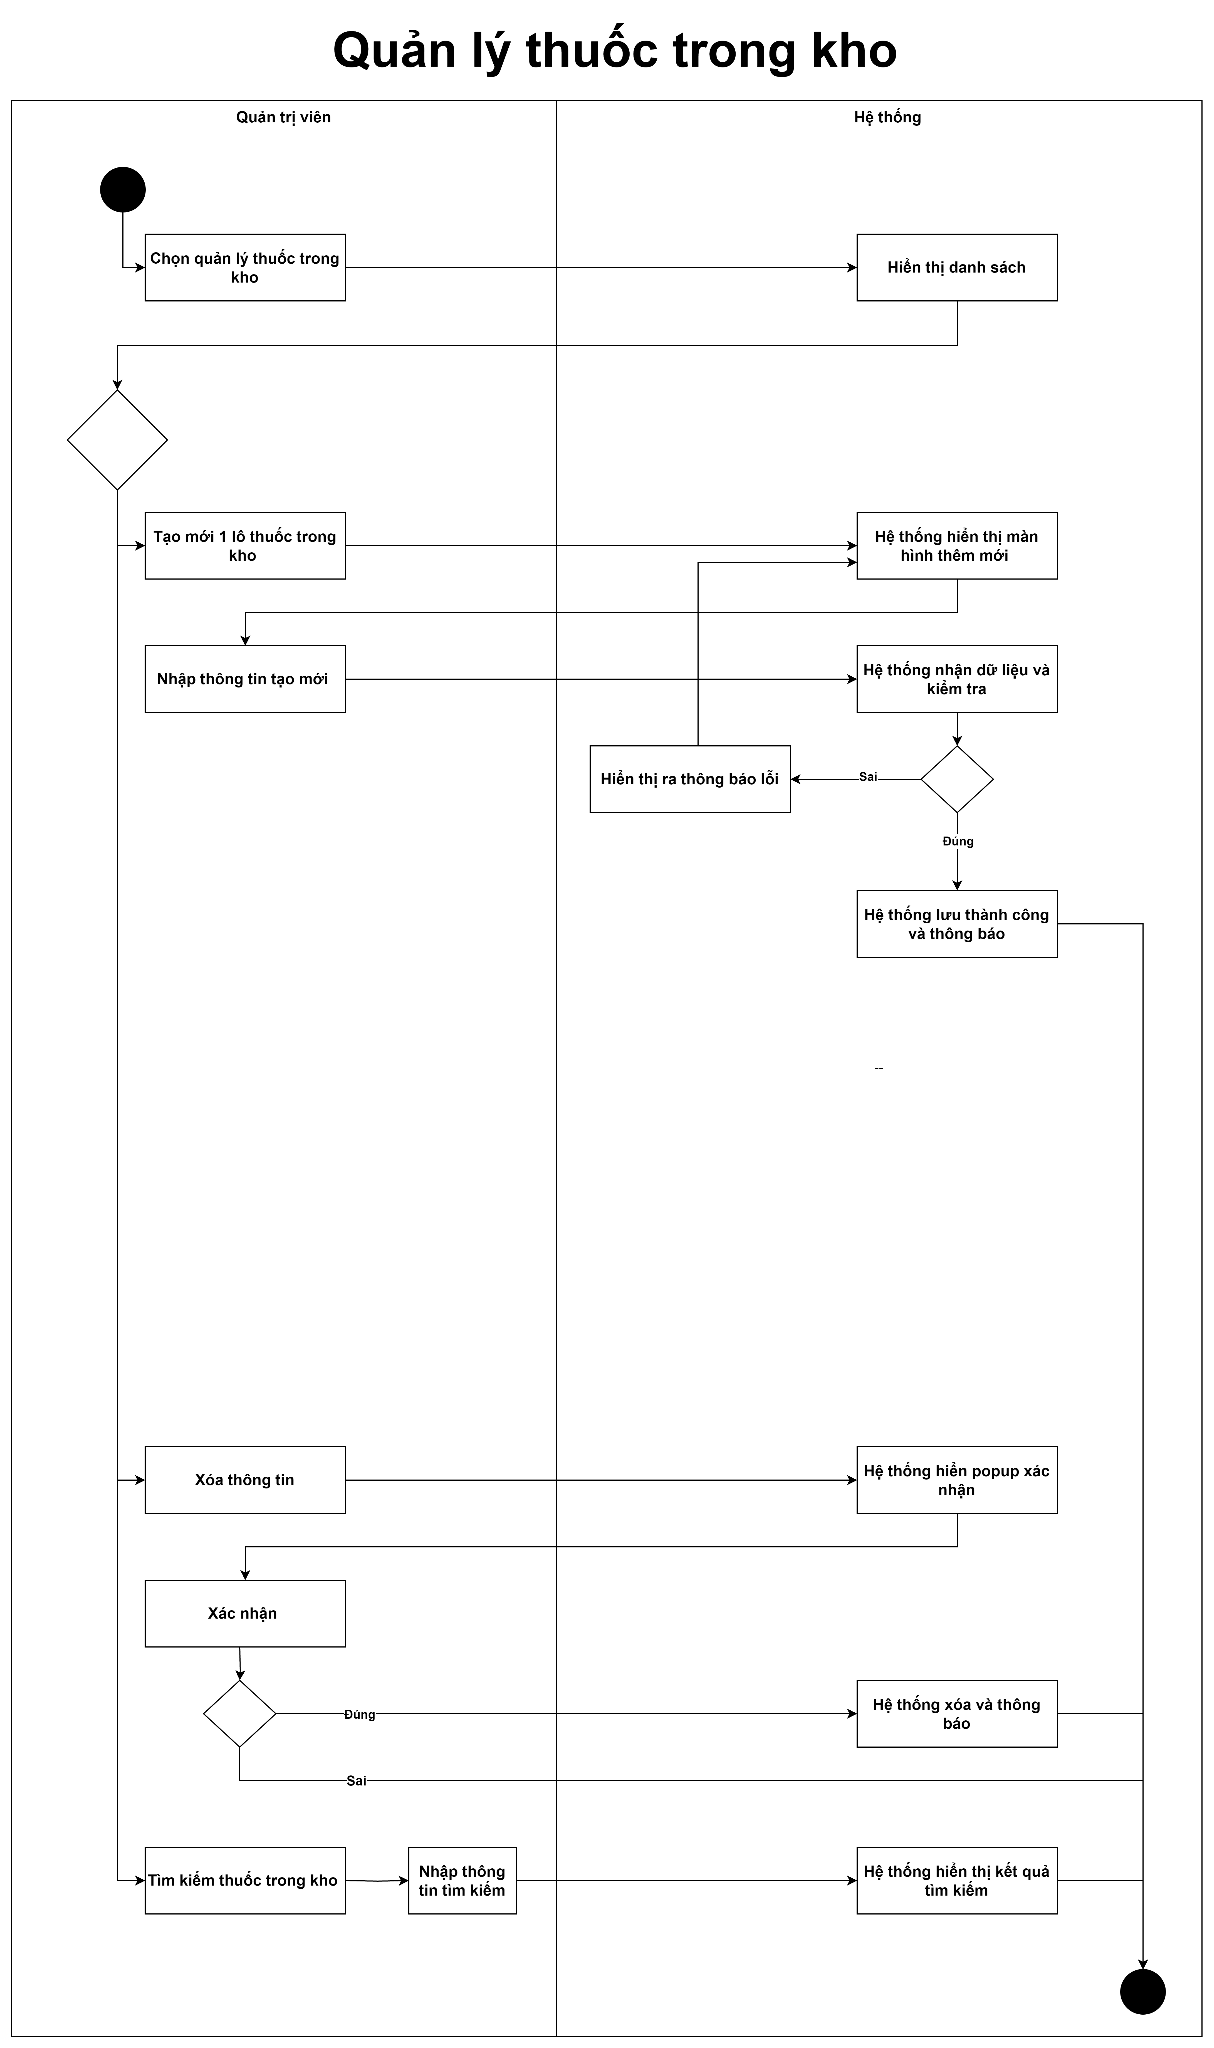 Quản lý thuốc trong kho
Quản trị viên
Hệ thống
Chọn quản lý thuốc trong
kho
Hiển thị danh sách
Tạo mới 1 lô thuốc trong
kho
Hệ thống hiển thị màn
hình thêm mới
Nhập thông tin tạo mới
Hệ thống nhận dữ liệu và
kiểm tra
Hiển thị ra thông báo lỗi
Sai
Đúng
Hệ thống lưu thành công
và thông báo
--
Xóa thông tin
Hệ thống hiển popup xác
nhận
Xác nhận
Đúng
Hệ thống xóa và thông
báo
Sai
Tìm kiếm thuốc trong kho
Nhập thông
tin tìm kiếm
Hệ thống hiển thị kết quả
tìm kiếm